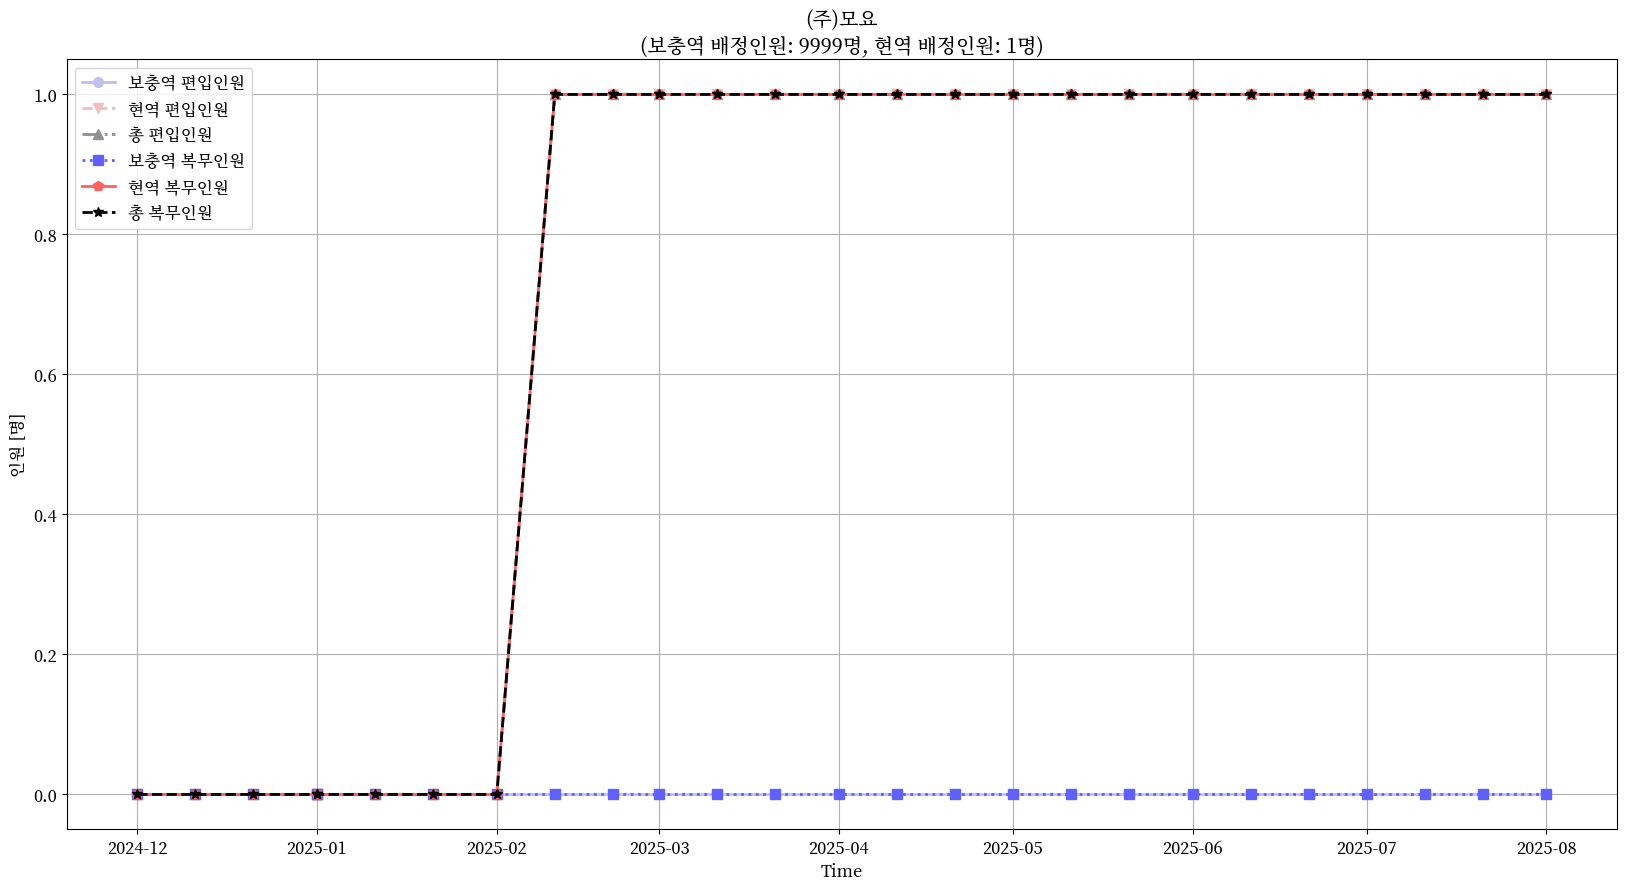 (주)모요
(보충역 배정인원: 9999명, 현역 배정인원: 1명)
보충역 편입인원
현역 편입인원
총 편입인원
보충역 복무인원
현역 복무인원
총 복무인원
1.0
0.8
0.6
0.4
0.2
0.0
인원 [명]
2024-12
2025-01
2025-02
2025-03
2025-04
2025-05
2025-06
2025-07
2025-08
Time